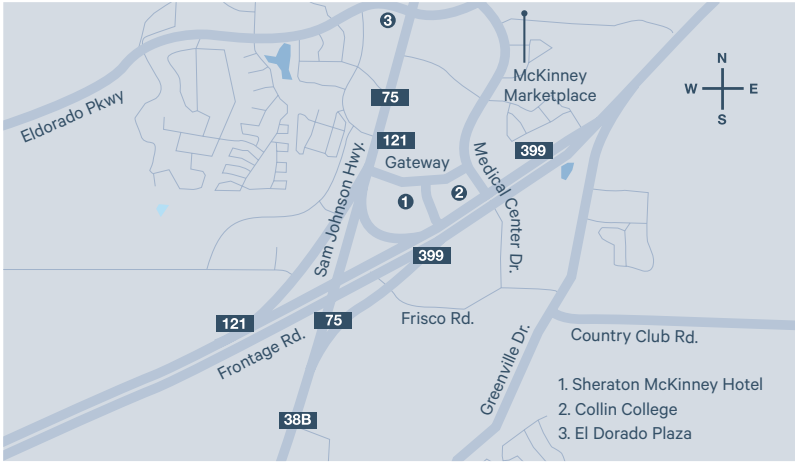 3
McKinney
Marketplace
N
W E
S
75
Eldorado Pkwy
121
Gateway
399
Medical Center Dr.
Sam Johnson Hwy.
1
2
399
121
75
Frisco Rd.
Frontage Rd.
Country Club Rd.
Greenville Dr.
38B
1. Sheraton McKinney Hotel
2. Collin College
3. El Dorado Plaza